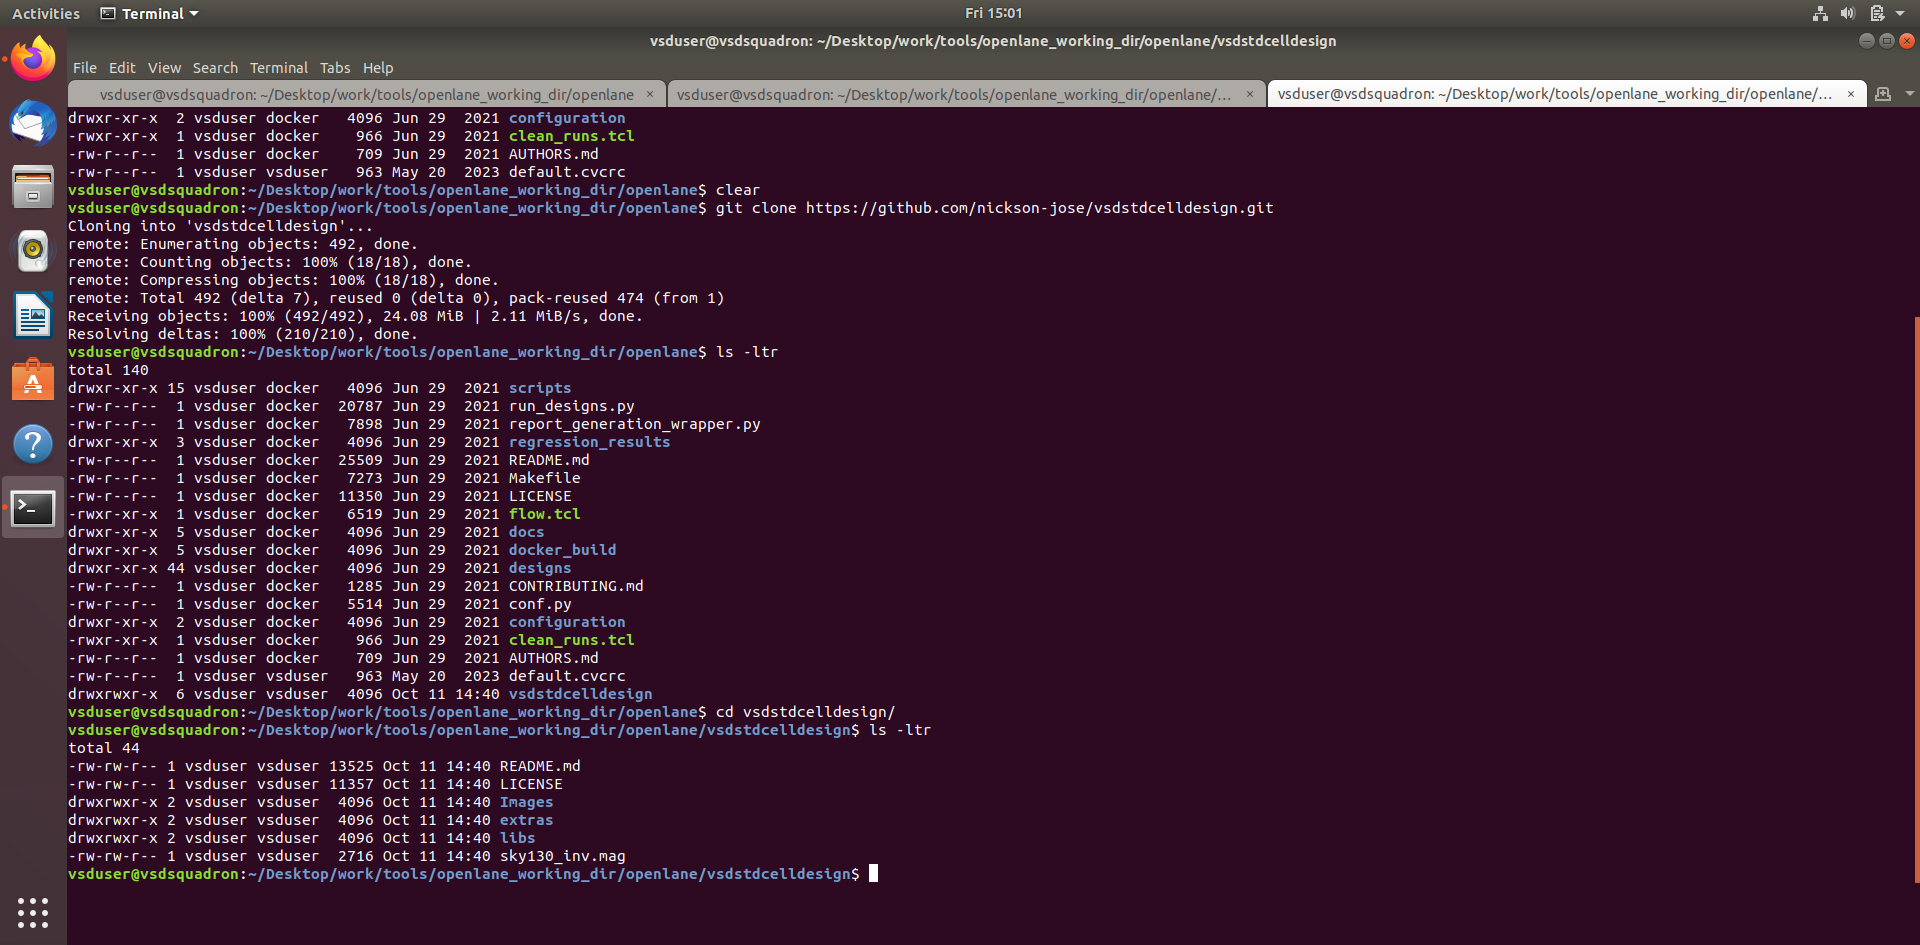 Activities Terminal Fri 15:01
vsduser@vsdsquadron: ~/Desktop/work/tools/openlane_working_dir/openlane/vsdstdcelldesign
File Edit View Search Terminal Tabs Help
vsduser@vsdsquadron: ~/Desktop/work/tools/openlane_working_dir/openlane × vsduser@vsdsquadron: ~/Desktop/work/tools/openlane_working_dir/openlane/... × vsduser@vsdsquadron: ~/Desktop/work/tools/openlane_working_dir/openlane/... ×
drwxr-xr-x  2 vsduser docker   4096 Jun 29  2021 configuration
-rwxr-xr-x  1 vsduser docker    966 Jun 29  2021 clean_runs.tcl
-rw-r--r--  1 vsduser docker    709 Jun 29  2021 AUTHORS.md
-rw-r--r--  1 vsduser vsduser   963 May 20  2023 default.cvcrc
vsduser@vsdsquadron:~/Desktop/work/tools/openlane_working_dir/openlane$ clear
vsduser@vsdsquadron:~/Desktop/work/tools/openlane_working_dir/openlane$ git clone https://github.com/nickson-jose/vsdstdcelldesign.git
Cloning into 'vsdstdcelldesign'...
remote: Enumerating objects: 492, done.
remote: Counting objects: 100% (18/18), done.
remote: Compressing objects: 100% (18/18), done.
remote: Total 492 (delta 7), reused 0 (delta 0), pack-reused 474 (from 1)
Receiving objects: 100% (492/492), 24.08 MiB | 2.11 MiB/s, done.
Resolving deltas: 100% (210/210), done.
vsduser@vsdsquadron:~/Desktop/work/tools/openlane_working_dir/openlane$ ls -ltr
total 140
drwxr-xr-x 15 vsduser docker   4096 Jun 29  2021 scripts
-rw-r--r--  1 vsduser docker  20787 Jun 29  2021 run_designs.py
-rw-r--r--  1 vsduser docker   7898 Jun 29  2021 report_generation_wrapper.py
drwxr-xr-x  3 vsduser docker   4096 Jun 29  2021 regression_results
-rw-r--r--  1 vsduser docker  25509 Jun 29  2021 README.md
-rw-r--r--  1 vsduser docker   7273 Jun 29  2021 Makefile
-rw-r--r--  1 vsduser docker  11350 Jun 29  2021 LICENSE
-rwxr-xr-x  1 vsduser docker   6519 Jun 29  2021 flow.tcl
drwxr-xr-x  5 vsduser docker   4096 Jun 29  2021 docs
drwxr-xr-x  5 vsduser docker   4096 Jun 29  2021 docker_build
drwxr-xr-x 44 vsduser docker   4096 Jun 29  2021 designs
-rw-r--r--  1 vsduser docker   1285 Jun 29  2021 CONTRIBUTING.md
-rw-r--r--  1 vsduser docker   5514 Jun 29  2021 conf.py
drwxr-xr-x  2 vsduser docker   4096 Jun 29  2021 configuration
-rwxr-xr-x  1 vsduser docker    966 Jun 29  2021 clean_runs.tcl
-rw-r--r--  1 vsduser docker    709 Jun 29  2021 AUTHORS.md
-rw-r--r--  1 vsduser vsduser   963 May 20  2023 default.cvcrc
drwxrwxr-x  6 vsduser vsduser  4096 Oct 11 14:40 vsdstdcelldesign
vsduser@vsdsquadron:~/Desktop/work/tools/openlane_working_dir/openlane$ cd vsdstdcelldesign/
vsduser@vsdsquadron:~/Desktop/work/tools/openlane_working_dir/openlane/vsdstdcelldesign$ ls -ltr
total 44
-rw-rw-r-- 1 vsduser vsduser 13525 Oct 11 14:40 README.md
-rw-rw-r-- 1 vsduser vsduser 11357 Oct 11 14:40 LICENSE
drwxrwxr-x 2 vsduser vsduser  4096 Oct 11 14:40 Images
drwxrwxr-x 2 vsduser vsduser  4096 Oct 11 14:40 extras
drwxrwxr-x 2 vsduser vsduser  4096 Oct 11 14:40 libs
-rw-rw-r-- 1 vsduser vsduser  2716 Oct 11 14:40 sky130_inv.mag
vsduser@vsdsquadron:~/Desktop/work/tools/openlane_working_dir/openlane/vsdstdcelldesign$